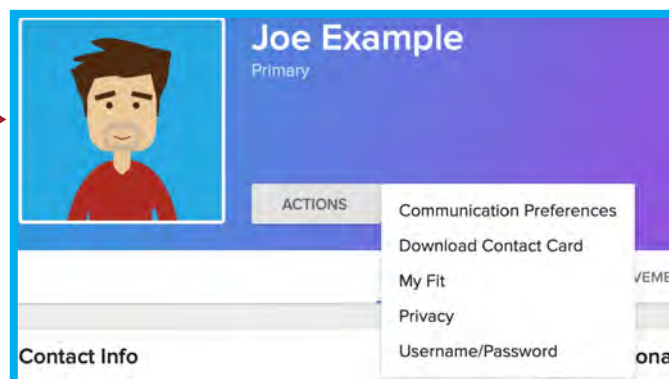 Joe Example
Primary
ACTIONS
Communication Preferences
Download Contact Card
My Fit
Privacy
Username/Password
Contact Info